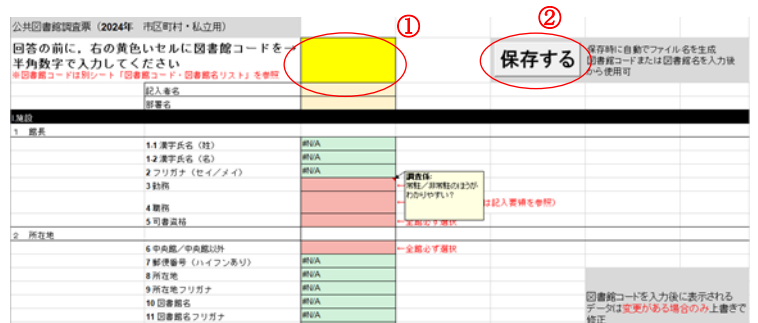 公共図書館調査票（2024年　市区町村・私立用）
①
②
回答の前に，右の黄色いセルに図書館コードを→
半角数字で入力してください
※図書館コードは別シート「図書館コード・図書館名リスト」を参照
保存する
保存時に自動でファイル名を生成
図書館コードまたは図書館名を入力後
から使用可
記入者名
部署名
I.施設
1　館長
1-1 漢字氏名（姓） #N/A
1-2 漢字氏名（名） #N/A
2 フリガナ（セイ／メイ） #N/A
調査係:
常駐／非常駐のほうが
わかりやすい？
3 勤務
4 職務
は記入要領を参照）
5 司書資格
←全館必ず選択
2　所在地
6 中央館／中央館以外
←全館必ず選択
7 郵便番号（ハイフンあり） #N/A
8 所在地 #N/A
9 所在地フリガナ #N/A
10 図書館名 #N/A
11 図書館名フリガナ #N/A
図書館コードを入力後に表示される
データは変更がある場合のみ上書きで
修正